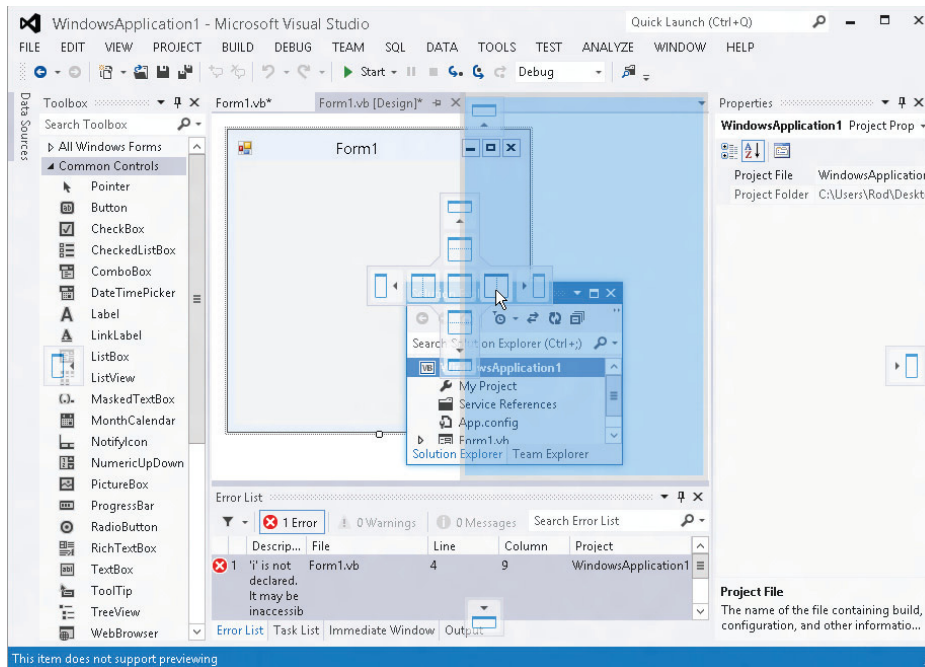 WindowsApplication1 - Microsoft Visual Studio
Quick Launch (Ctrl+Q)
FILE EDIT VIEW PROJECT BUILD DEBUG TEAM SQL DATA TOOLS TEST ANALYZE WINDOW HELP
Start Debug
Data Sources
Toolbox
Search Toolbox
All Windows Forms
Common Controls
Pointer
Button
CheckBox
CheckedListBox
ComboBox
DateTimePicker
Label
LinkLabel
ListBox
ListView
MaskedTextBox
MonthCalendar
NotifyIcon
NumericUpDown
PictureBox
ProgressBar
RadioButton
RichTextBox
TextBox
ToolTip
TreeView
WebBrowser
Form1.vb* Form1.vb [Design]*
Form1
Search on Explorer (Ctrl+;)
VB wsApplication1
My Project
Service References
App.config
Form1.vb
Solution Explorer Team Explorer
Error List
1 Error 0 Warnings 0 Messages Search Error List
Descrip... File Line Column Project
1 'i' is not Form1.vb 4 9 WindowsApplication1
declared.
It may be
inaccessib
Error List Task List Immediate Window Output
Properties
WindowsApplication1 Project Prop
Project File WindowsApplication
Project Folder C:\Users\Rod\Deskt
Project File
The name of the file containing build,
configuration, and other informatio...
This item does not support previewing